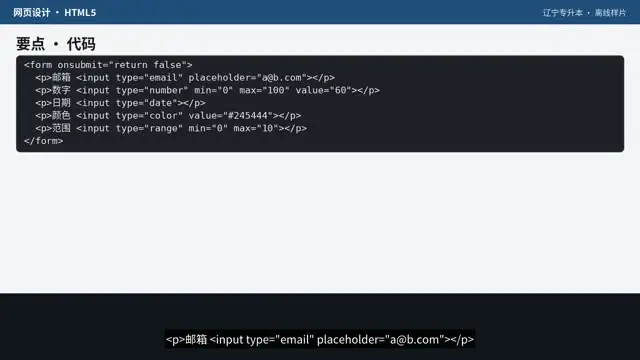 网页设计 • HTML5
辽宁专升本 • 离线样片
要点 • 代码
<form onsubmit="return false">
  <p>邮箱 <input type="email" placeholder="a@b.com"></p>
  <p>数字 <input type="number" min="0" max="100" value="60"></p>
  <p>日期 <input type="date"></p>
  <p>颜色 <input type="color" value="#245444"></p>
  <p>范围 <input type="range" min="0" max="10"></p>
</form>
<p>邮箱 <input type="email" placeholder="a@b.com"></p>